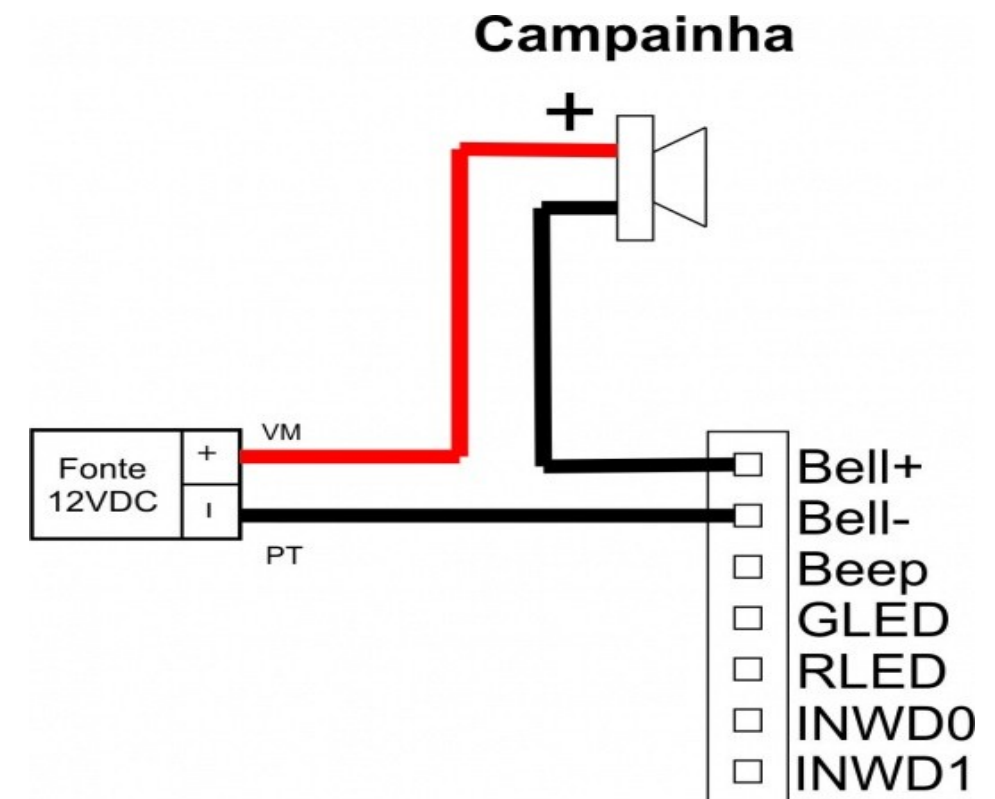 Campainha
+
VM
Fonte
12VDC
+
-
PT
Bell+
Bell-
Beep
GLED
RLED
INWD0
INWD1